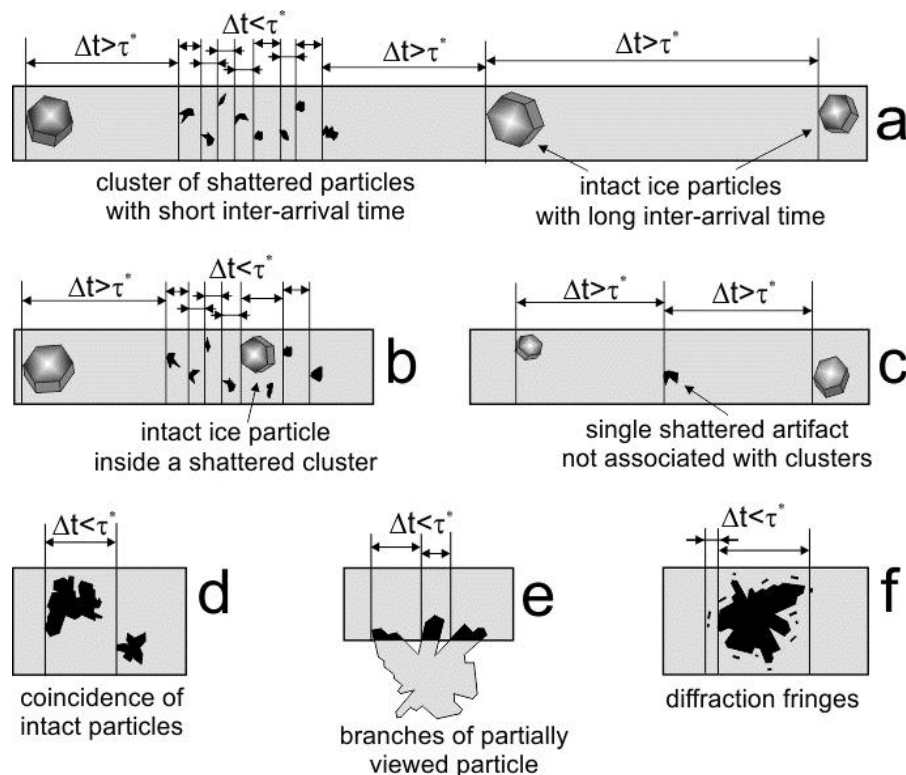 Δt<τ*
Δt>τ*
Δt>τ*
Δt>τ*
a
cluster of shattered particles
with short inter-arrival time
intact ice particles
with long inter-arrival time
Δt<τ*
Δt>τ*
b
intact ice particle
inside a shattered cluster
Δt>τ*
Δt>τ*
c
single shattered artifact
not associated with clusters
Δt<τ*
d
coincidence of
intact particles
Δt<τ*
e
branches of partially
viewed particle
Δt<τ*
f
diffraction fringes